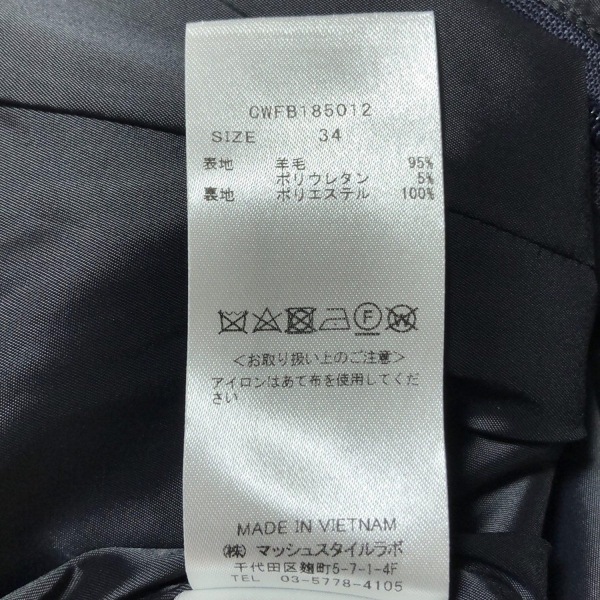 CWFB185012
SIZE 34
表地 羊毛 95%
ポリウレタン 5%
裏地 ポリエステル 100%
F W
＜お取り扱い上のご注意＞
アイロンはあて布を使用してくだ
さい
MADE IN VIETNAM
(株) マッシュスタイルラボ
千代田区麹町5-7-1-4F
TEL 03-5778-4105